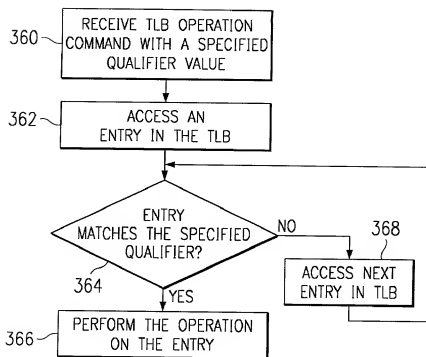 360
RECEIVE TLB OPERATION
COMMAND WITH A SPECIFIED
QUALIFIER VALUE
362
ACCESS AN
ENTRY IN THE TLB
ENTRY
MATCHES THE SPECIFIED
QUALIFIER?
364
NO
368
ACCESS NEXT
ENTRY IN TLB
YES
366
PERFORM THE OPERATION
ON THE ENTRY